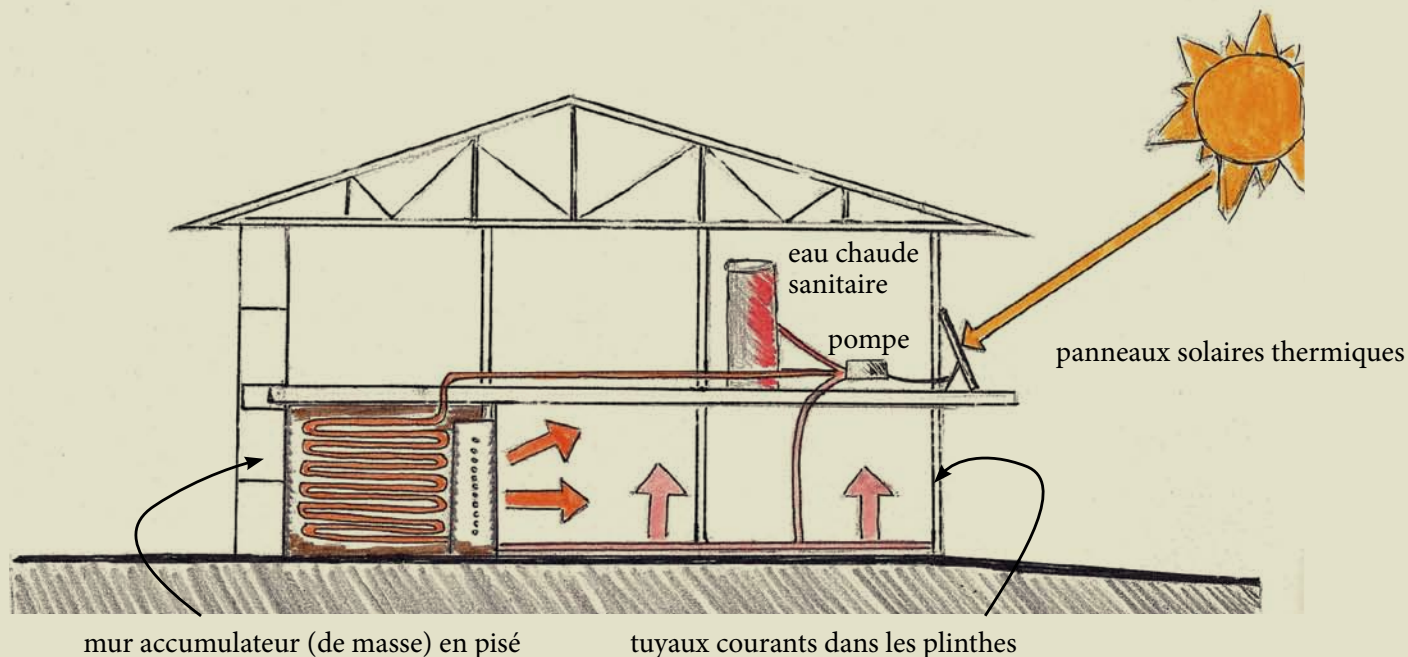 eau chaude
sanitaire
pompe
panneaux solaires thermiques
mur accumulateur (de masse) en pisé
tuyaux courants dans les plinthes